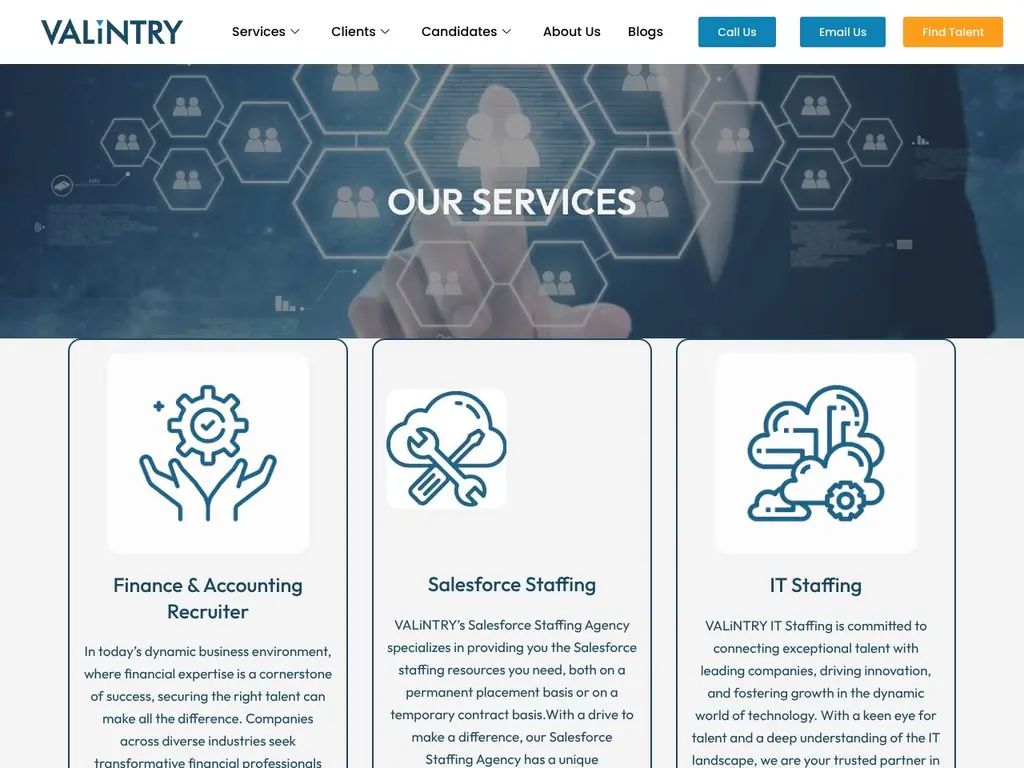 VALiNTRY
Services
Clients
Candidates
About Us
Blogs
Call Us
Email Us
Find Talent
OUR SERVICES
Finance & Accounting
Recruiter
In today's dynamic business environment,
where financial expertise is a cornerstone
of success, securing the right talent can
make all the difference. Companies
across diverse industries seek
transformative financial professionals
Salesforce Staffing
VALiNTRY's Salesforce Staffing Agency
specializes in providing you the Salesforce
staffing resources you need, both on a
permanent placement basis or on a
temporary contract basis.With a drive to
make a difference, our Salesforce
Staffing Agency has a unique
IT Staffing
VALiNTRY IT Staffing is committed to
connecting exceptional talent with
leading companies, driving innovation,
and fostering growth in the dynamic
world of technology. With a keen eye for
talent and a deep understanding of the IT
landscape, we are your trusted partner in